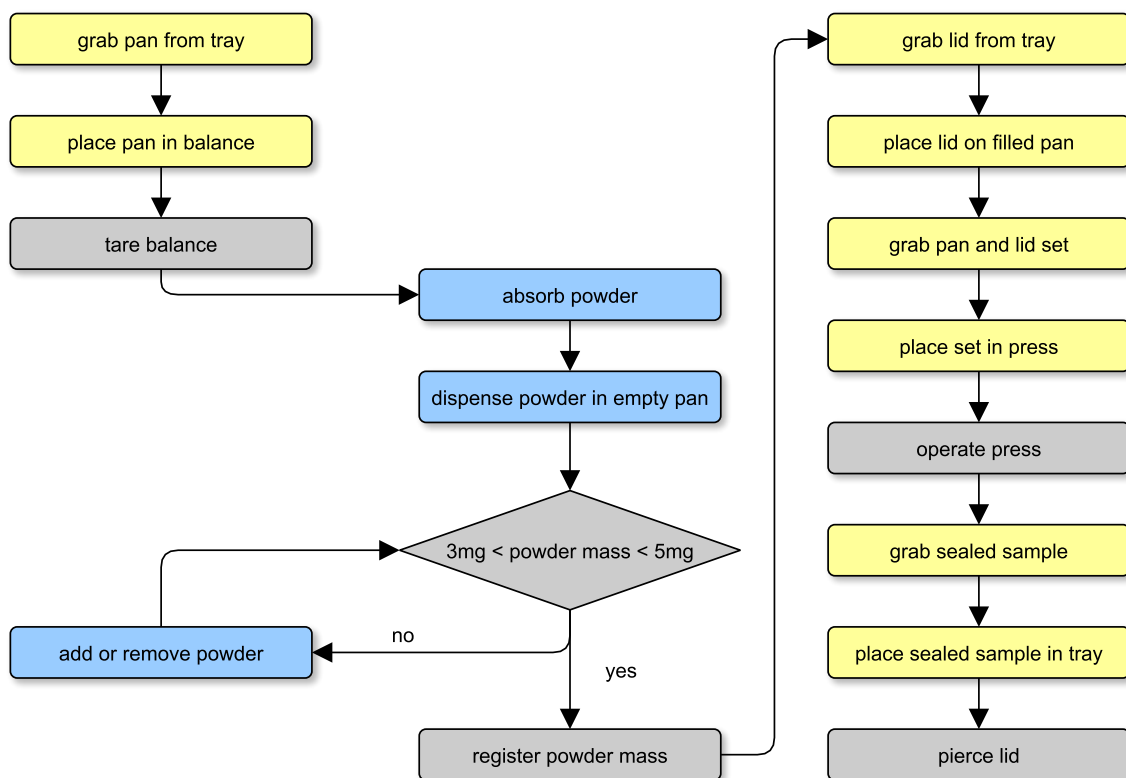 grab pan from tray
place pan in balance
tare balance
absorb powder
dispense powder in empty pan
3mg < powder mass < 5mg
no
add or remove powder
yes
register powder mass
grab lid from tray
place lid on filled pan
grab pan and lid set
place set in press
operate press
grab sealed sample
place sealed sample in tray
pierce lid